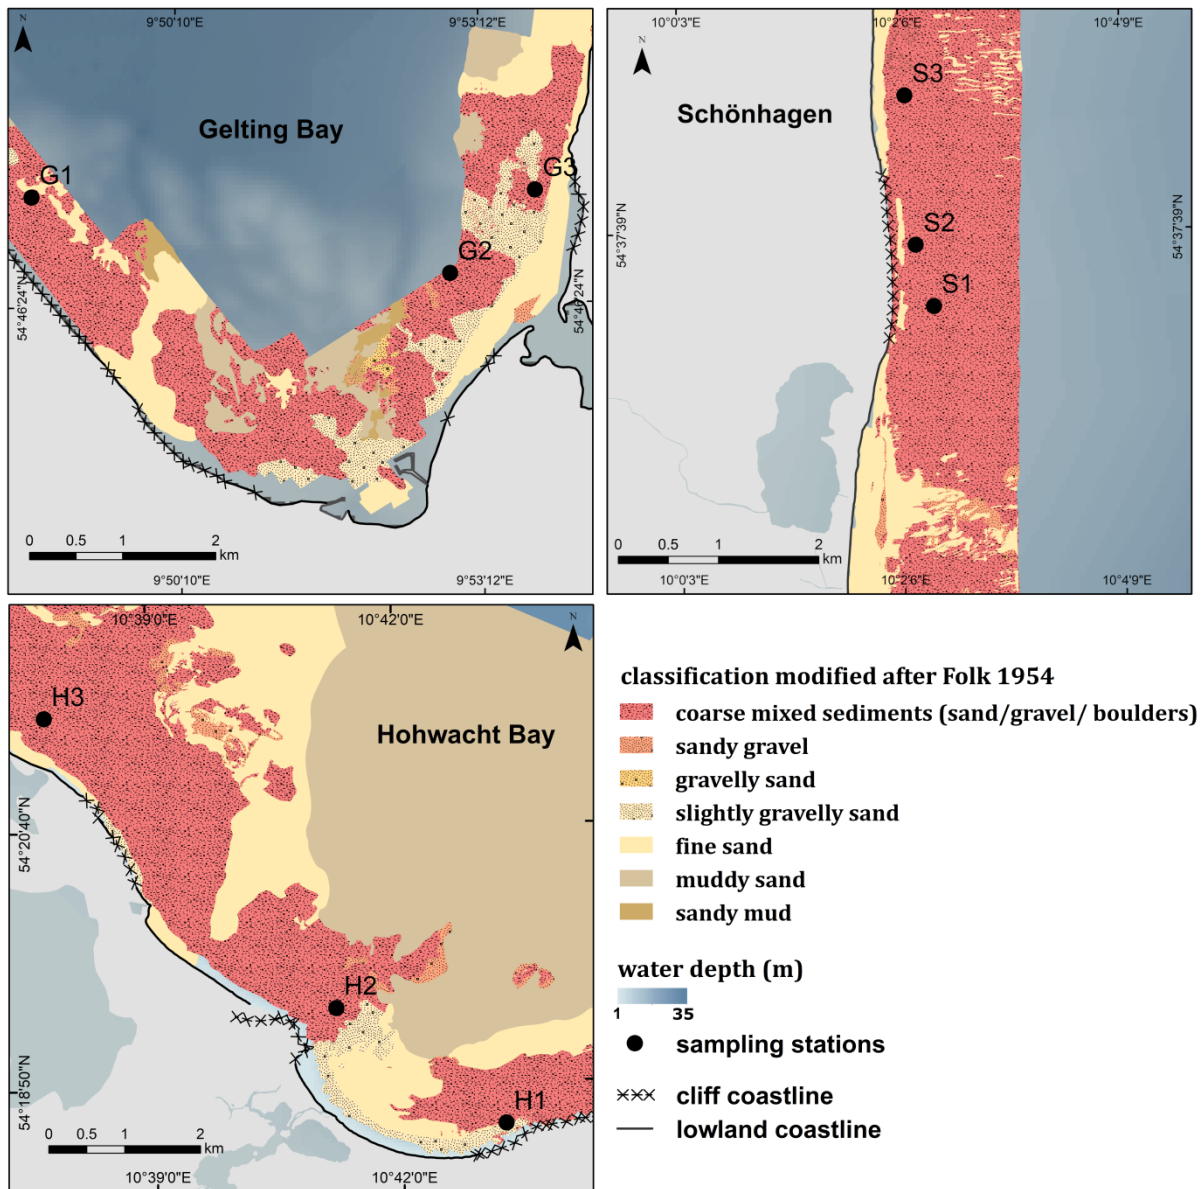 9°50'10"E
9°53'12"E
N
Gelting Bay
G1
G3
G2
54°46'24"N
54°46'24"N
0 0.5 1 2
km
9°50'10"E
9°53'12"E
10°0'3"E
10°2'6"E
10°4'9"E
N
Schönhagen
S3
S2
S1
54°37'39"N
54°37'39"N
0 0.5 1 2
km
10°0'3"E
10°2'6"E
10°4'9"E
10°39'0"E
10°42'0"E
N
H3
Hohwacht Bay
54°20'40"N
H2
54°18'50"N
H1
0 0.5 1 2
km
10°39'0"E
10°42'0"E
classification modified after Folk 1954
coarse mixed sediments (sand/gravel/ boulders)
sandy gravel
gravelly sand
slightly gravelly sand
fine sand
muddy sand
sandy mud
water depth (m)
1 35
sampling stations
cliff coastline
lowland coastline